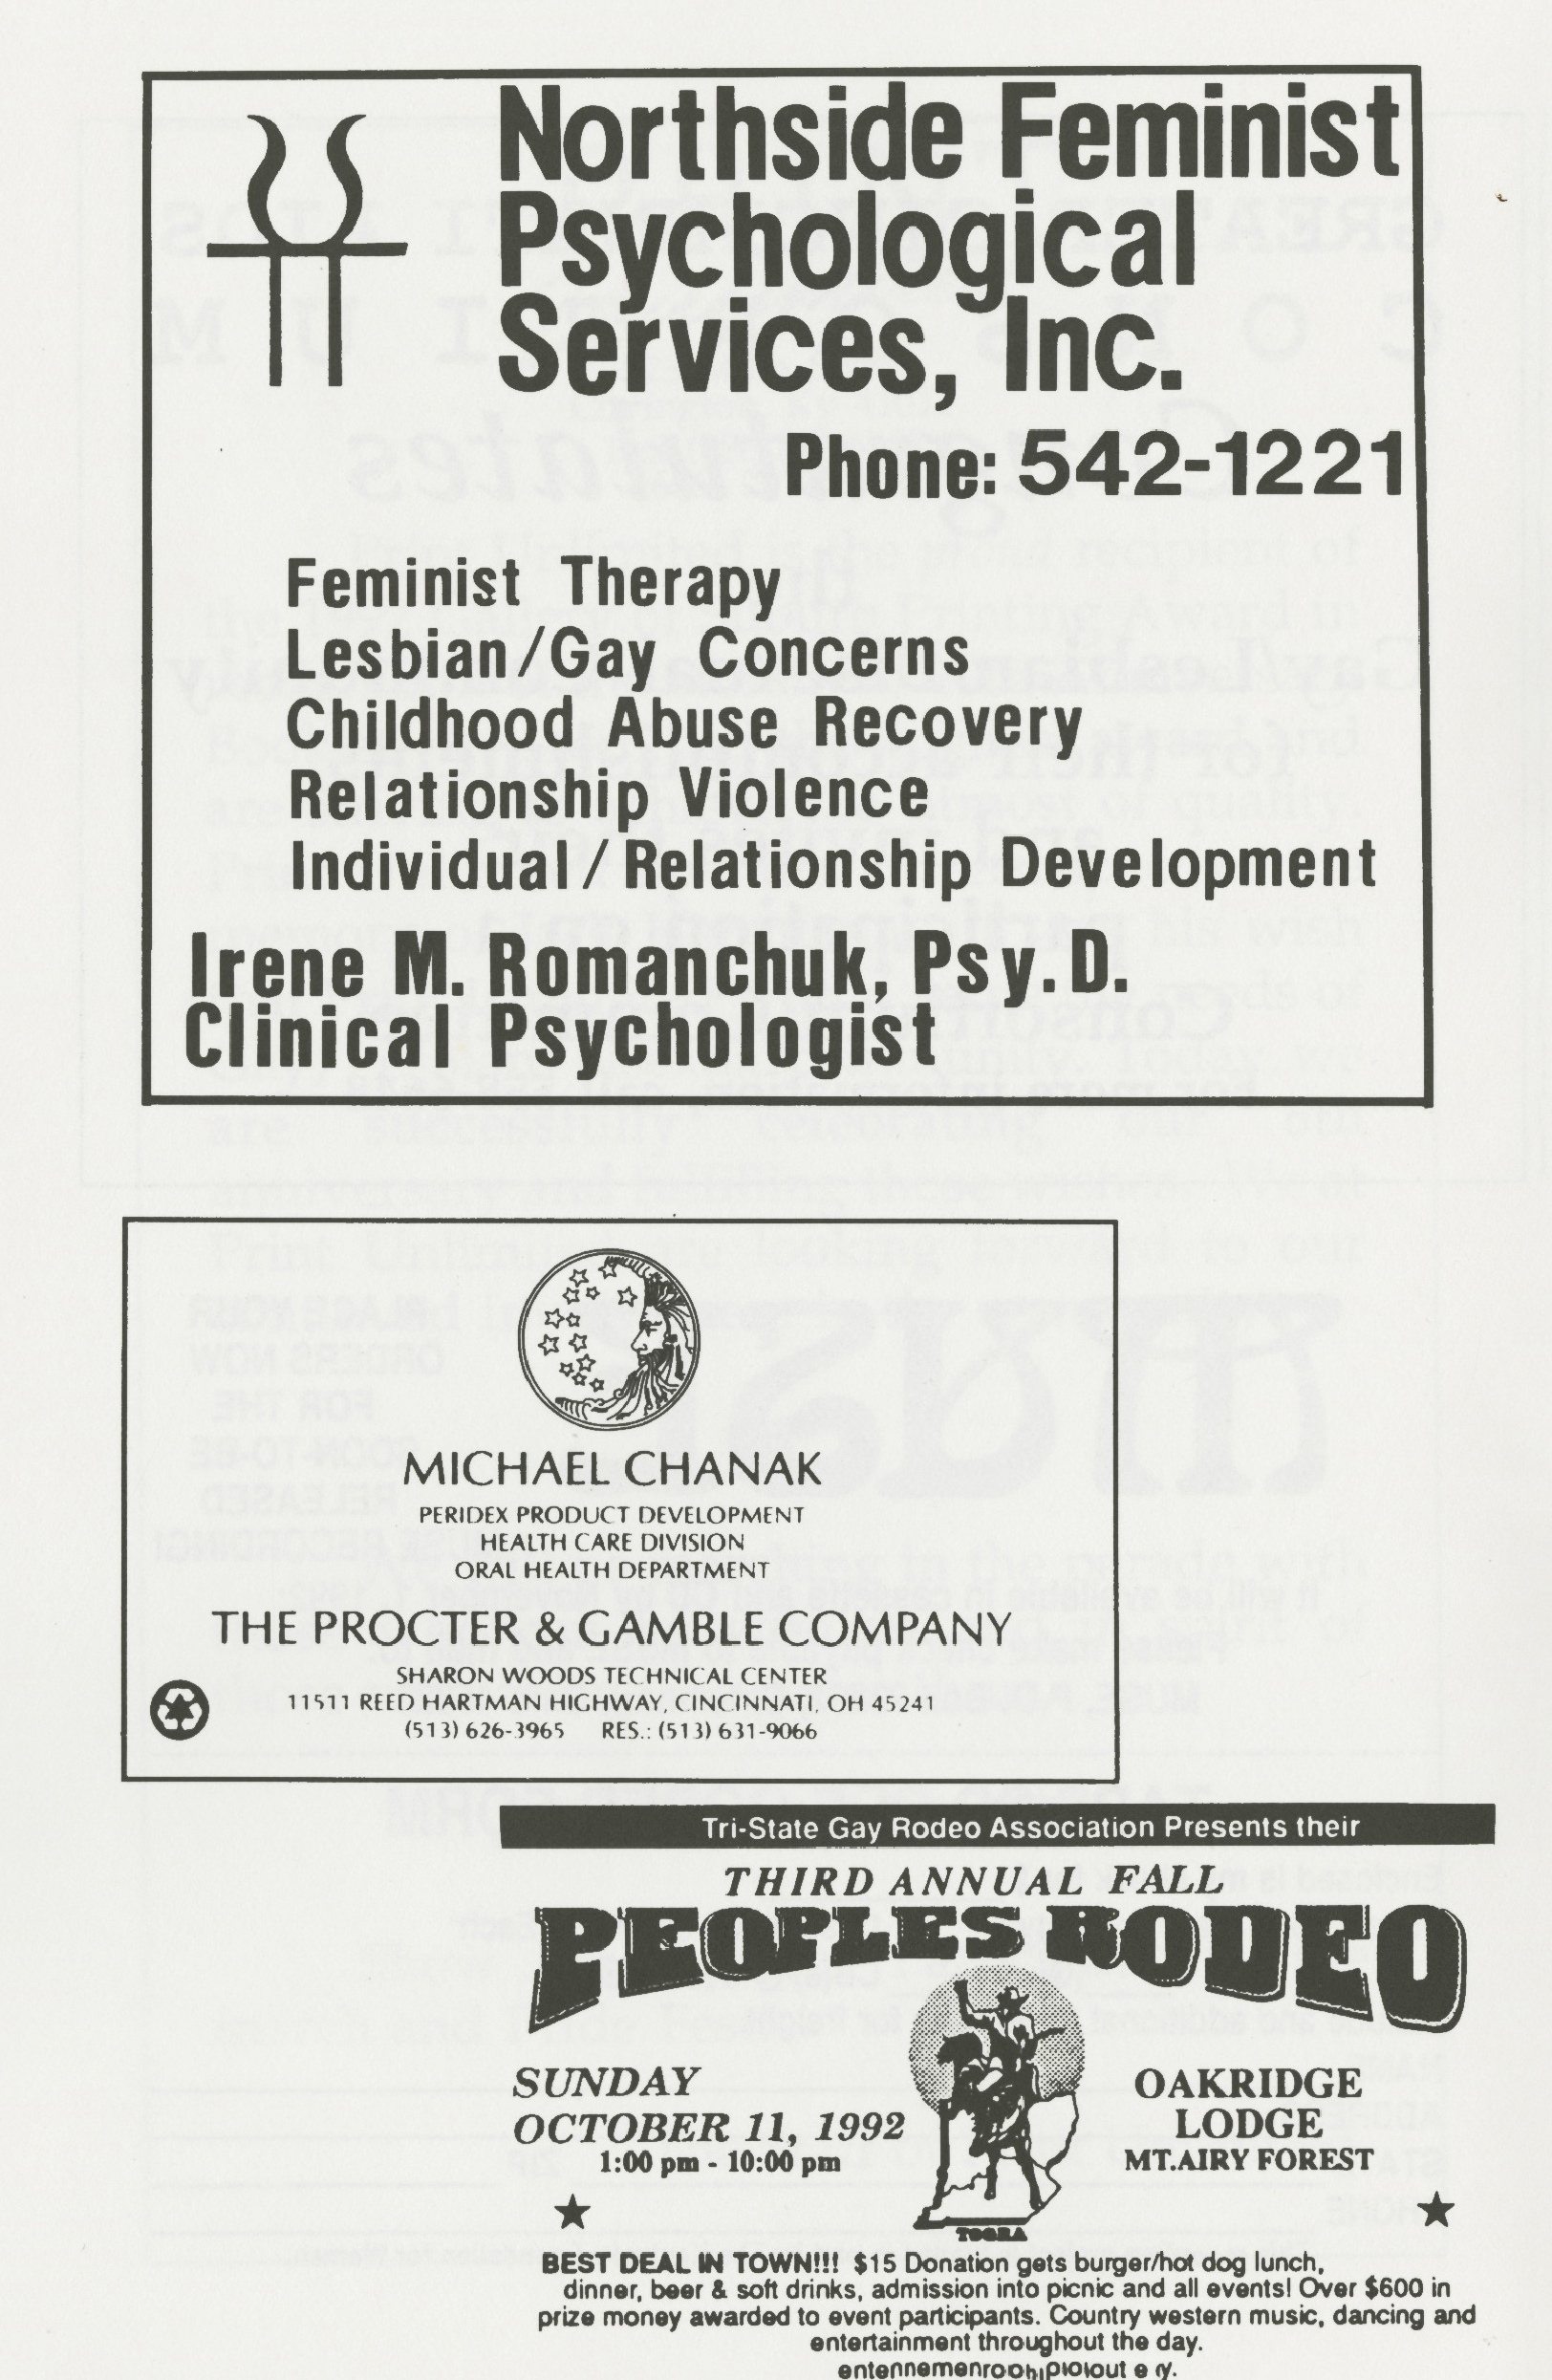 Northside Feminist
Psychological
Services, Inc.
Phone: 542-1221
Feminist Therapy
Lesbian/Gay Concerns
Childhood Abuse Recovery
Relationship Violence
Individual/Relationship Development
Irene M. Romanchuk, Psy.D.
Clinical Psychologist
MICHAEL CHANAK
PERIDEX PRODUCT DEVELOPMENT
HEALTH CARE DIVISION
ORAL HEALTH DEPARTMENT
THE PROCTER & GAMBLE COMPANY
SHARON WOODS TECHNICAL CENTER
11511 REED HARTMAN HIGHWAY, CINCINNATI, OH 45241
(513) 626-3965 RES.: (513) 631-9066
Tri-State Gay Rodeo Association Presents their
THIRD ANNUAL FALL
PEOPLES RODEO
SUNDAY
OCTOBER 11, 1992
1:00 pm - 10:00 pm
OAKRIDGE
LODGE
MT.AIRY FOREST
TSGRA
BEST DEAL IN TOWN!!! $15 Donation gets burger/hot dog lunch,
dinner, beer & soft drinks, admission into picnic and all events! Over $600 in
prize money awarded to event participants. Country western music, dancing and
entertainment throughout the day.